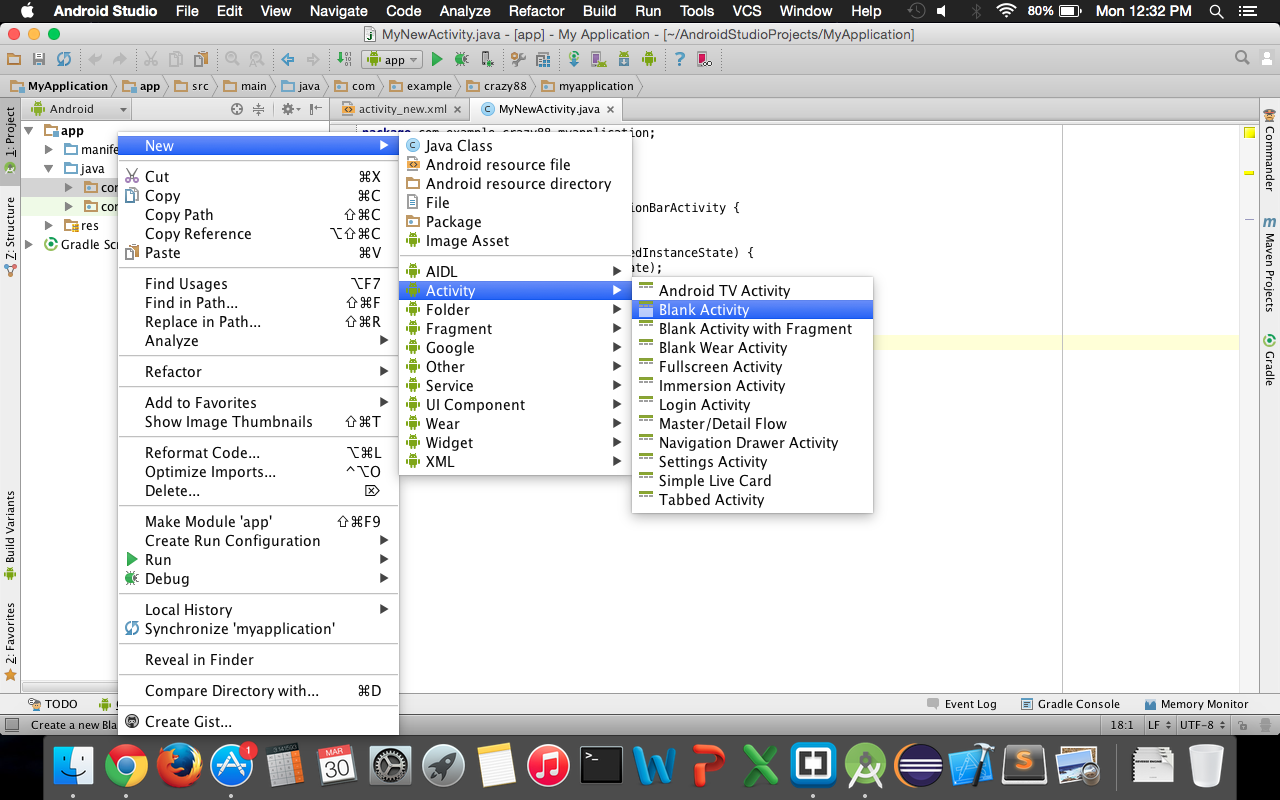 Android Studio File Edit View Navigate Code Analyze Refactor Build Run Tools VCS Window Help 80% Mon 12:32 PM
MyNewActivity.java - [app] - My Application - [~/AndroidStudioProjects/MyApplication]
app
MyApplication app src main java com example crazy88 myapplication
Android
activity_new.xml
MyNewActivity.java
1: Project
Z: Structure
Build Variants
2: Favorites
app
manife
java
com
com
res
Gradle Scr
package com.example.crazy88.myapplication;
ionBarActivity {
edInstanceState) {
ate);
New
Cut ⌘X
Copy ⌘C
Copy Path ⇧⌘C
Copy Reference ⌥⇧⌘C
Paste ⌘V
Find Usages ⌥F7
Find in Path... ⇧⌘F
Replace in Path... ⇧⌘R
Analyze
Refactor
Add to Favorites
Show Image Thumbnails ⇧⌘T
Reformat Code... ⌥⌘L
Optimize Imports... ^⌥O
Delete... ⌦
Make Module 'app' ⇧⌘F9
Create Run Configuration
Run
Debug
Local History
Synchronize 'myapplication'
Reveal in Finder
Compare Directory with... ⌘D
Create Gist...
Java Class
Android resource file
Android resource directory
File
Package
Image Asset
AIDL
Activity
Folder
Fragment
Google
Other
Service
UI Component
Wear
Widget
XML
Android TV Activity
Blank Activity
Blank Activity with Fragment
Blank Wear Activity
Fullscreen Activity
Immersion Activity
Login Activity
Master/Detail Flow
Navigation Drawer Activity
Settings Activity
Simple Live Card
Tabbed Activity
Commander
Maven Projects
Gradle
TODO
Event Log
Gradle Console
Memory Monitor
Create a new Bla
18:1 LF UTF-8
1
MAR
30